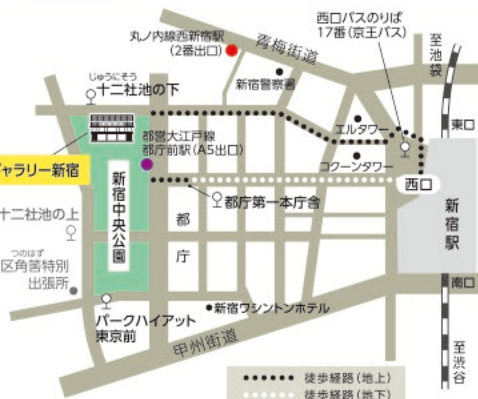 丸ノ内線西新宿駅
(2番出口)
青梅街道
西口バスのりば
17番(京王バス)
至池袋
じゅうにそう
十二社池の下
新宿警察署
都営大江戸線
都庁前駅(A5出口)
エルタワー
東口
コクーンタワー
ギャラリー新宿
西口
都庁第一本庁舎
新宿中央公園
十二社池の上
都庁
新宿駅
つのはず
区角筈特別
出張所
南口
パークハイアット
東京前
新宿ワシントンホテル
甲州街道
至渋谷
徒歩経路(地上)
徒歩経路(地下)